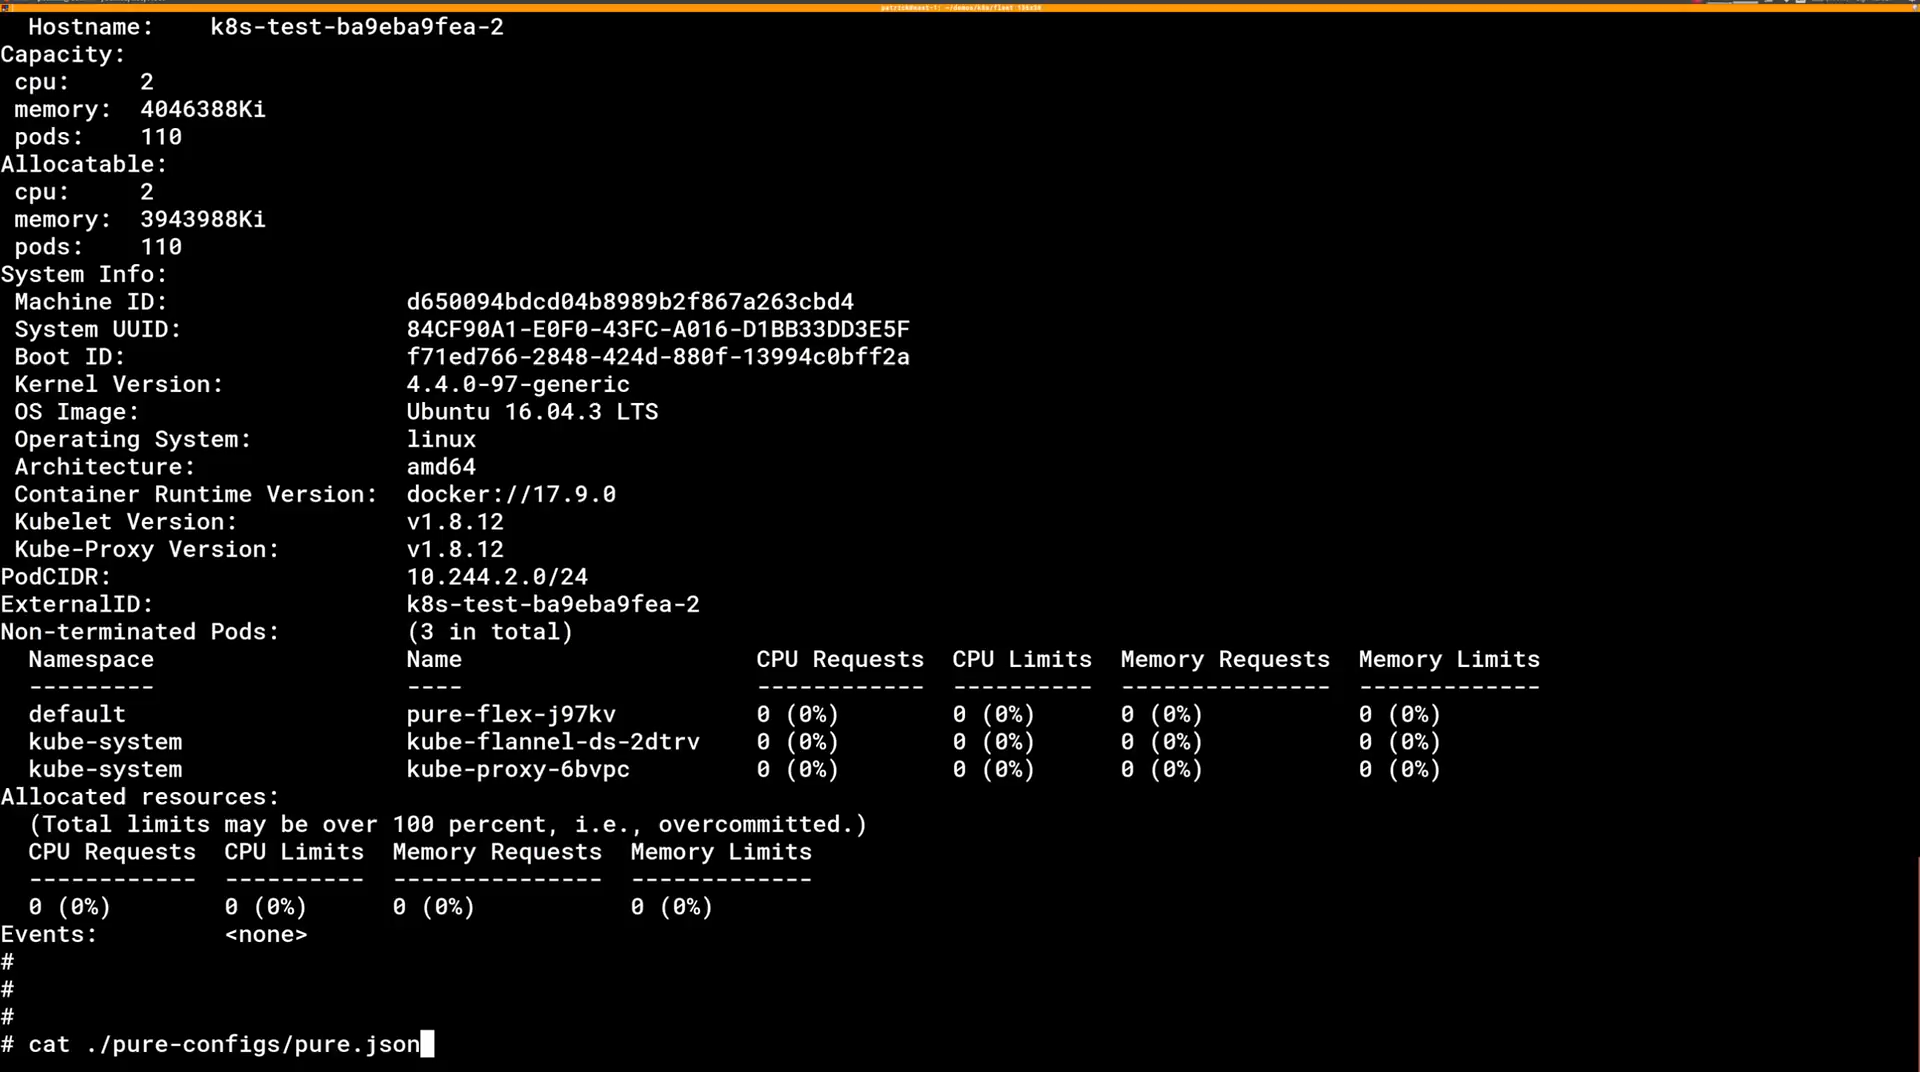 Hostname:    k8s-test-ba9eba9fea-2
Capacity:
 cpu:     2
 memory:  4046388Ki
 pods:    110
Allocatable:
 cpu:     2
 memory:  3943988Ki
 pods:    110
System Info:
 Machine ID:                 d650094bdcd04b8989b2f867a263cbd4
 System UUID:                84CF90A1-E0F0-43FC-A016-D1BB33DD3E5F
 Boot ID:                    f71ed766-2848-424d-880f-13994c0bff2a
 Kernel Version:             4.4.0-97-generic
 OS Image:                   Ubuntu 16.04.3 LTS
 Operating System:           linux
 Architecture:               amd64
 Container Runtime Version:  docker://17.9.0
 Kubelet Version:            v1.8.12
 Kube-Proxy Version:         v1.8.12
PodCIDR:                     10.244.2.0/24
ExternalID:                  k8s-test-ba9eba9fea-2
Non-terminated Pods:         (3 in total)
  Namespace                  Name                     CPU Requests  CPU Limits  Memory Requests  Memory Limits
  ---------                  ----                     ------------  ----------  ---------------  -------------
  default                    pure-flex-j97kv          0 (0%)        0 (0%)      0 (0%)           0 (0%)
  kube-system                kube-flannel-ds-2dtrv    0 (0%)        0 (0%)      0 (0%)           0 (0%)
  kube-system                kube-proxy-6bvpc         0 (0%)        0 (0%)      0 (0%)           0 (0%)
Allocated resources:
  (Total limits may be over 100 percent, i.e., overcommitted.)
  CPU Requests  CPU Limits  Memory Requests  Memory Limits
  ------------  ----------  ---------------  -------------
  0 (0%)        0 (0%)      0 (0%)           0 (0%)
Events:         <none>
#
#
#
# cat ./pure-configs/pure.json